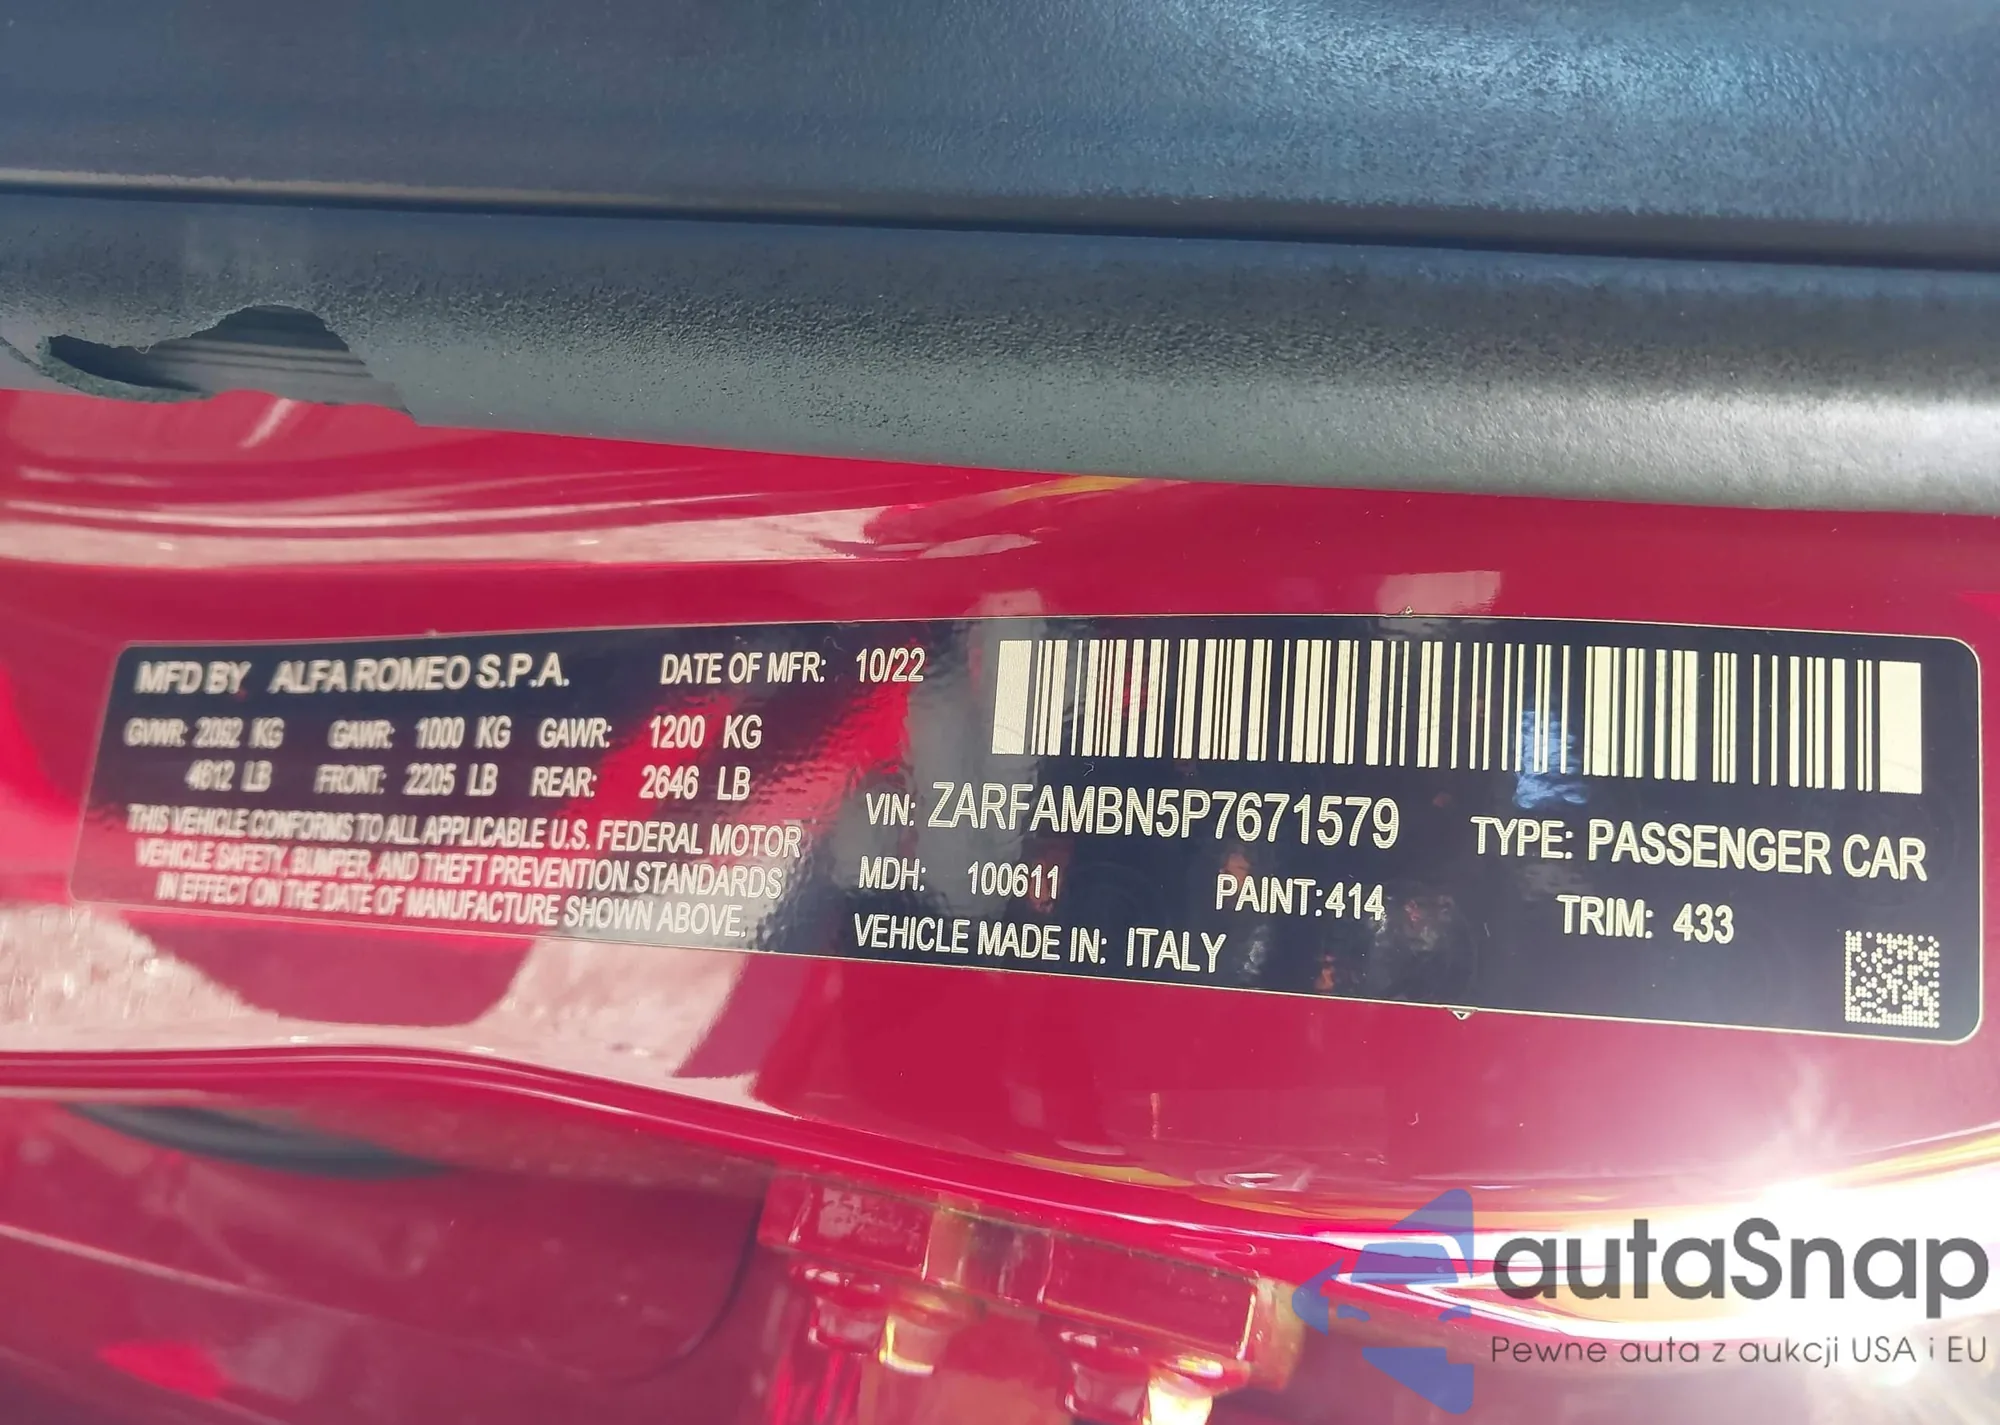 MFD BY ALFA ROMEO S.P.A. DATE OF MFR: 10/22
GVWR: 2092 KG GAWR: 1000 KG GAWR: 1200 KG
4612 LB FRONT: 2205 LB REAR: 2646 LB
THIS VEHICLE CONFORMS TO ALL APPLICABLE U.S. FEDERAL MOTOR
VEHICLE SAFETY, BUMPER, AND THEFT PREVENTION STANDARDS
IN EFFECT ON THE DATE OF MANUFACTURE SHOWN ABOVE.
VIN: ZARFAMBN5P7671579 TYPE: PASSENGER CAR
MDH: 100611 PAINT:414 TRIM: 433
VEHICLE MADE IN: ITALY
autaSnap
Pewne auta z aukcji USA i EU